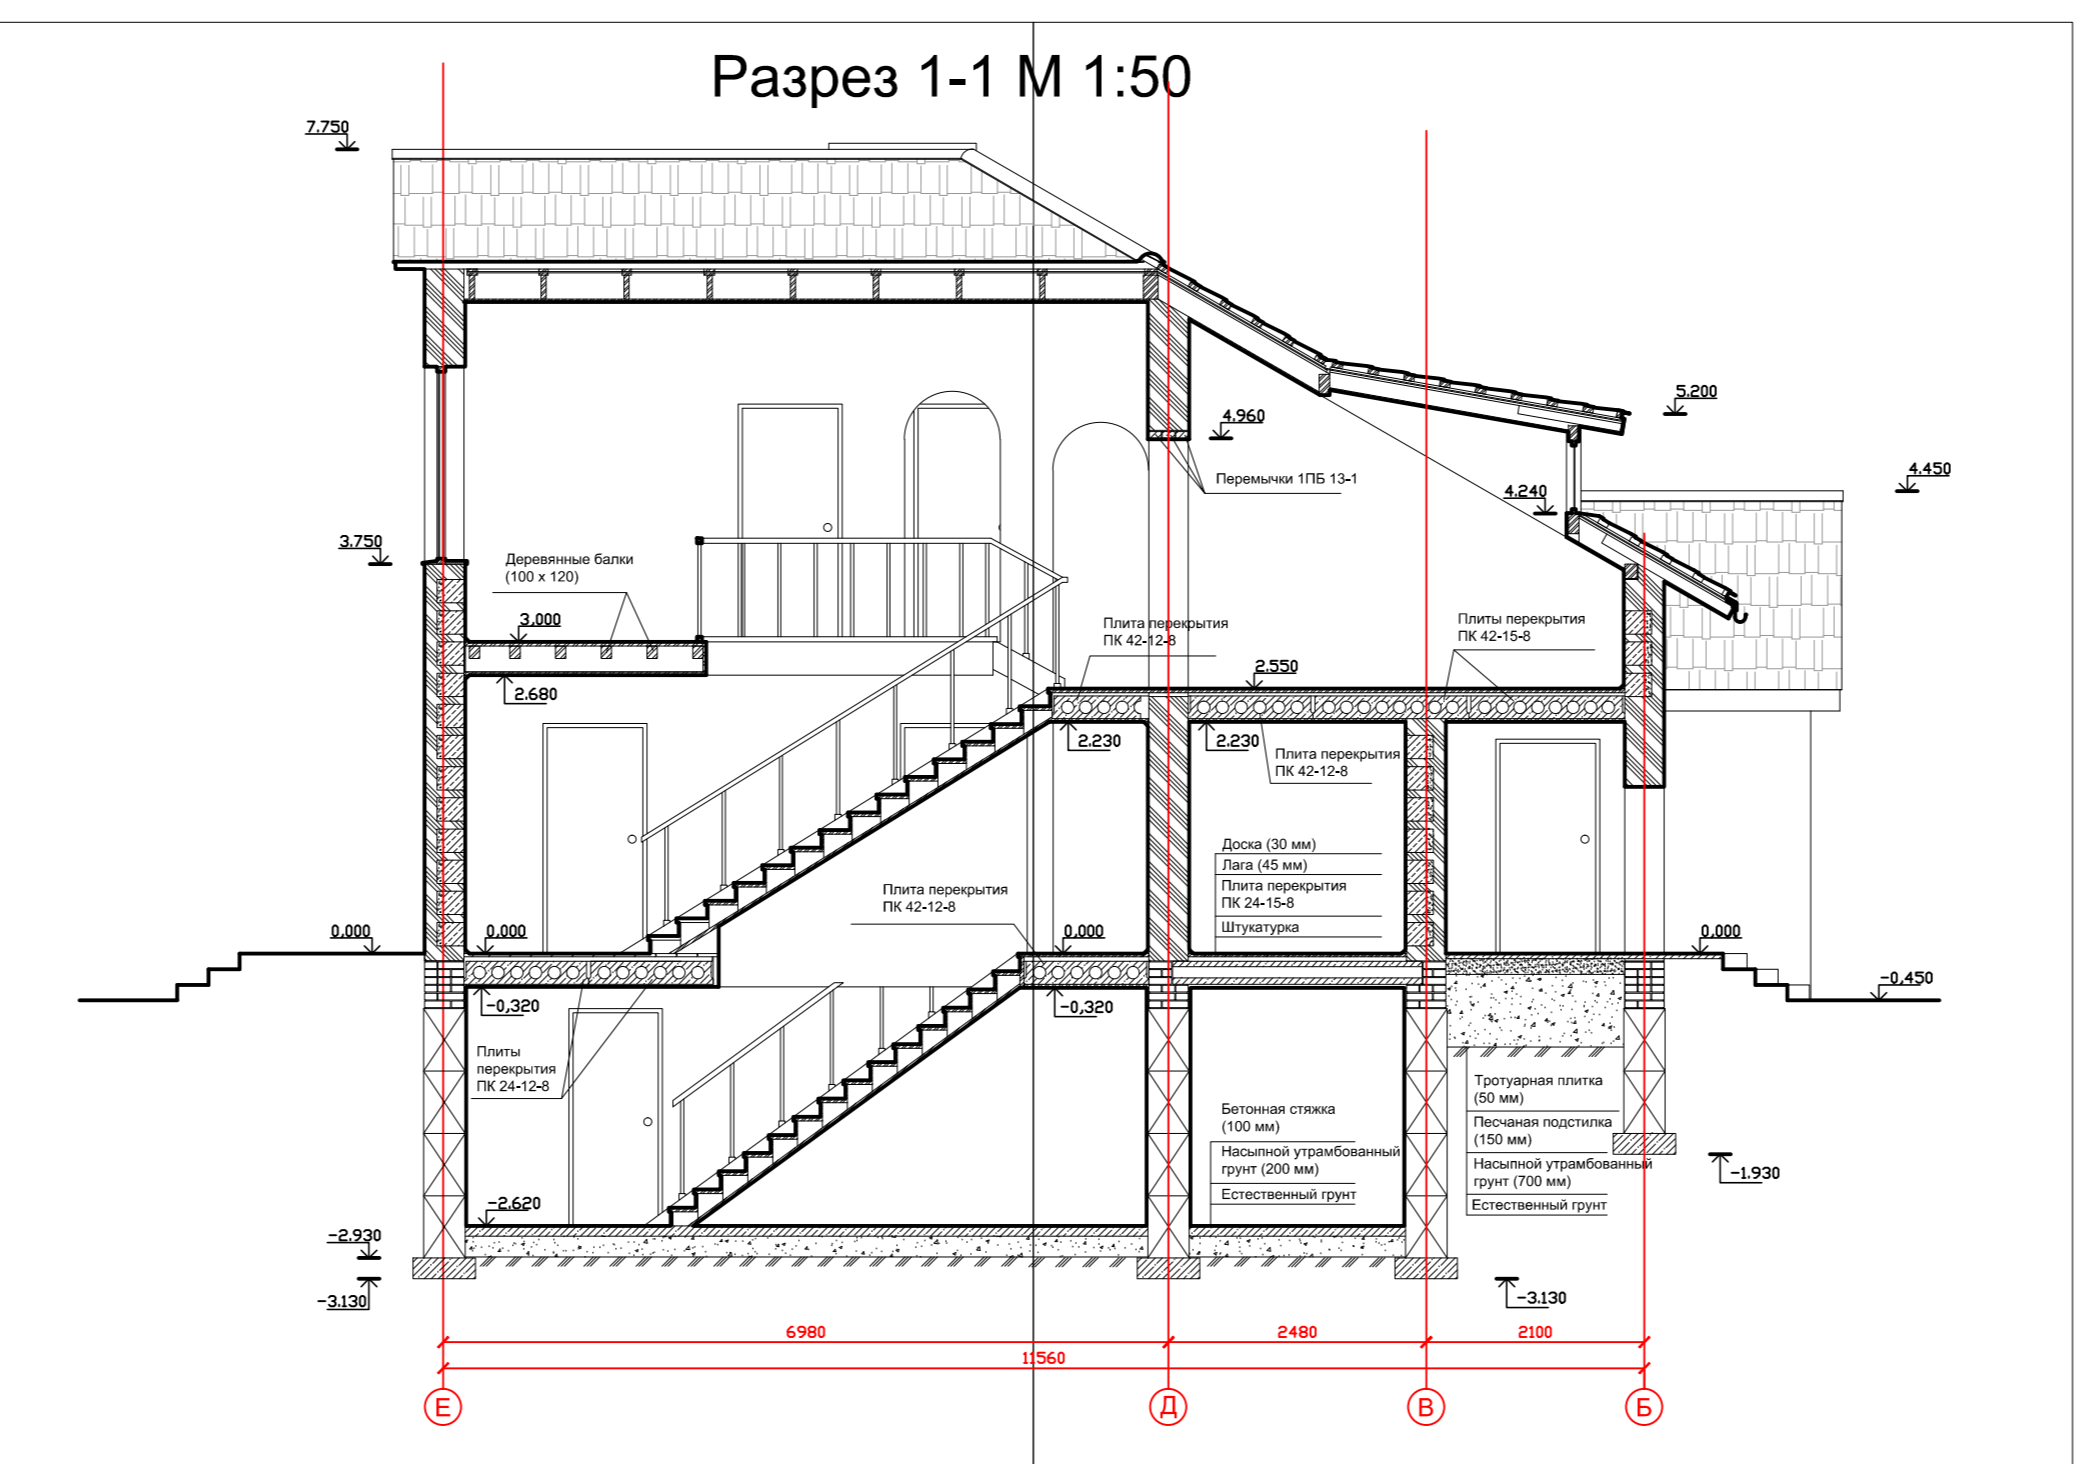 Разрез 1-1 М 1:50
7.750
5.200
4.960
4.450
Перемычки 1ПБ 13-1
4.240
3.750
Деревянные балки
(100 х 120)
3,000
Плита перекрытия
ПК 42-12-8
Плиты перекрытия
ПК 42-15-8
2.550
2.680
2.230
2.230
Плита перекрытия
ПК 42-12-8
Доска (30 мм)
Лага (45 мм)
Плита перекрытия
ПК 24-15-8
Штукатурка
Плита перекрытия
ПК 42-12-8
0,000
0,000
0,000
0,000
-0,450
-0,320
-0,320
Плиты
перекрытия
ПК 24-12-8
Тротуарная плитка
(50 мм)
Песчаная подстилка
(150 мм)
Насыпной утрамбованный
грунт (700 мм)
Естественный грунт
Бетонная стяжка
(100 мм)
Насыпной утрамбованный
грунт (200 мм)
Естественный грунт
-1.930
-2.620
-2.930
-3.130
-3.130
6980
2480
2100
11560
Е
Д
В
Б